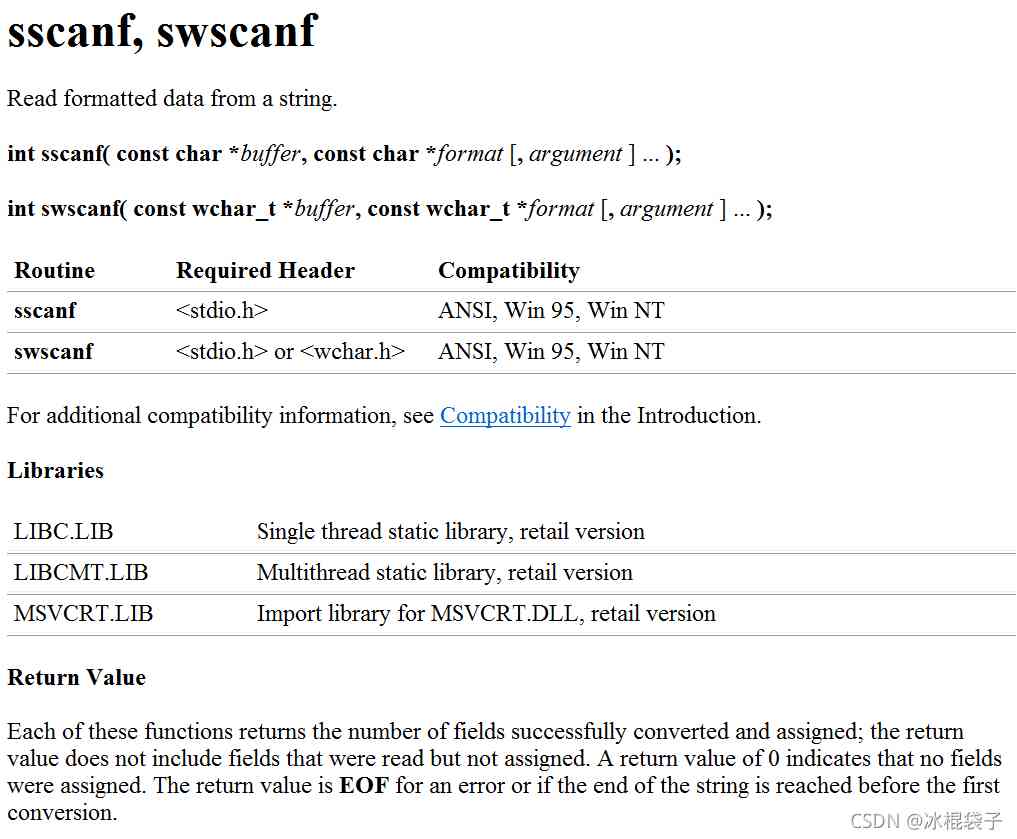 sscanf, swscanf
Read formatted data from a string.
int sscanf( const char *buffer, const char *format [, argument ] ... );
int swscanf( const wchar_t *buffer, const wchar_t *format [, argument ] ... );
Routine Required Header Compatibility
sscanf <stdio.h> ANSI, Win 95, Win NT
swscanf <stdio.h> or <wchar.h> ANSI, Win 95, Win NT
For additional compatibility information, see Compatibility in the Introduction.
Libraries
LIBC.LIB Single thread static library, retail version
LIBCMT.LIB Multithread static library, retail version
MSVCRT.LIB Import library for MSVCRT.DLL, retail version
Return Value
Each of these functions returns the number of fields successfully converted and assigned; the return
value does not include fields that were read but not assigned. A return value of 0 indicates that no fields
were assigned. The return value is EOF for an error or if the end of the string is reached before the first
conversion.
CSDN @冰棍袋子